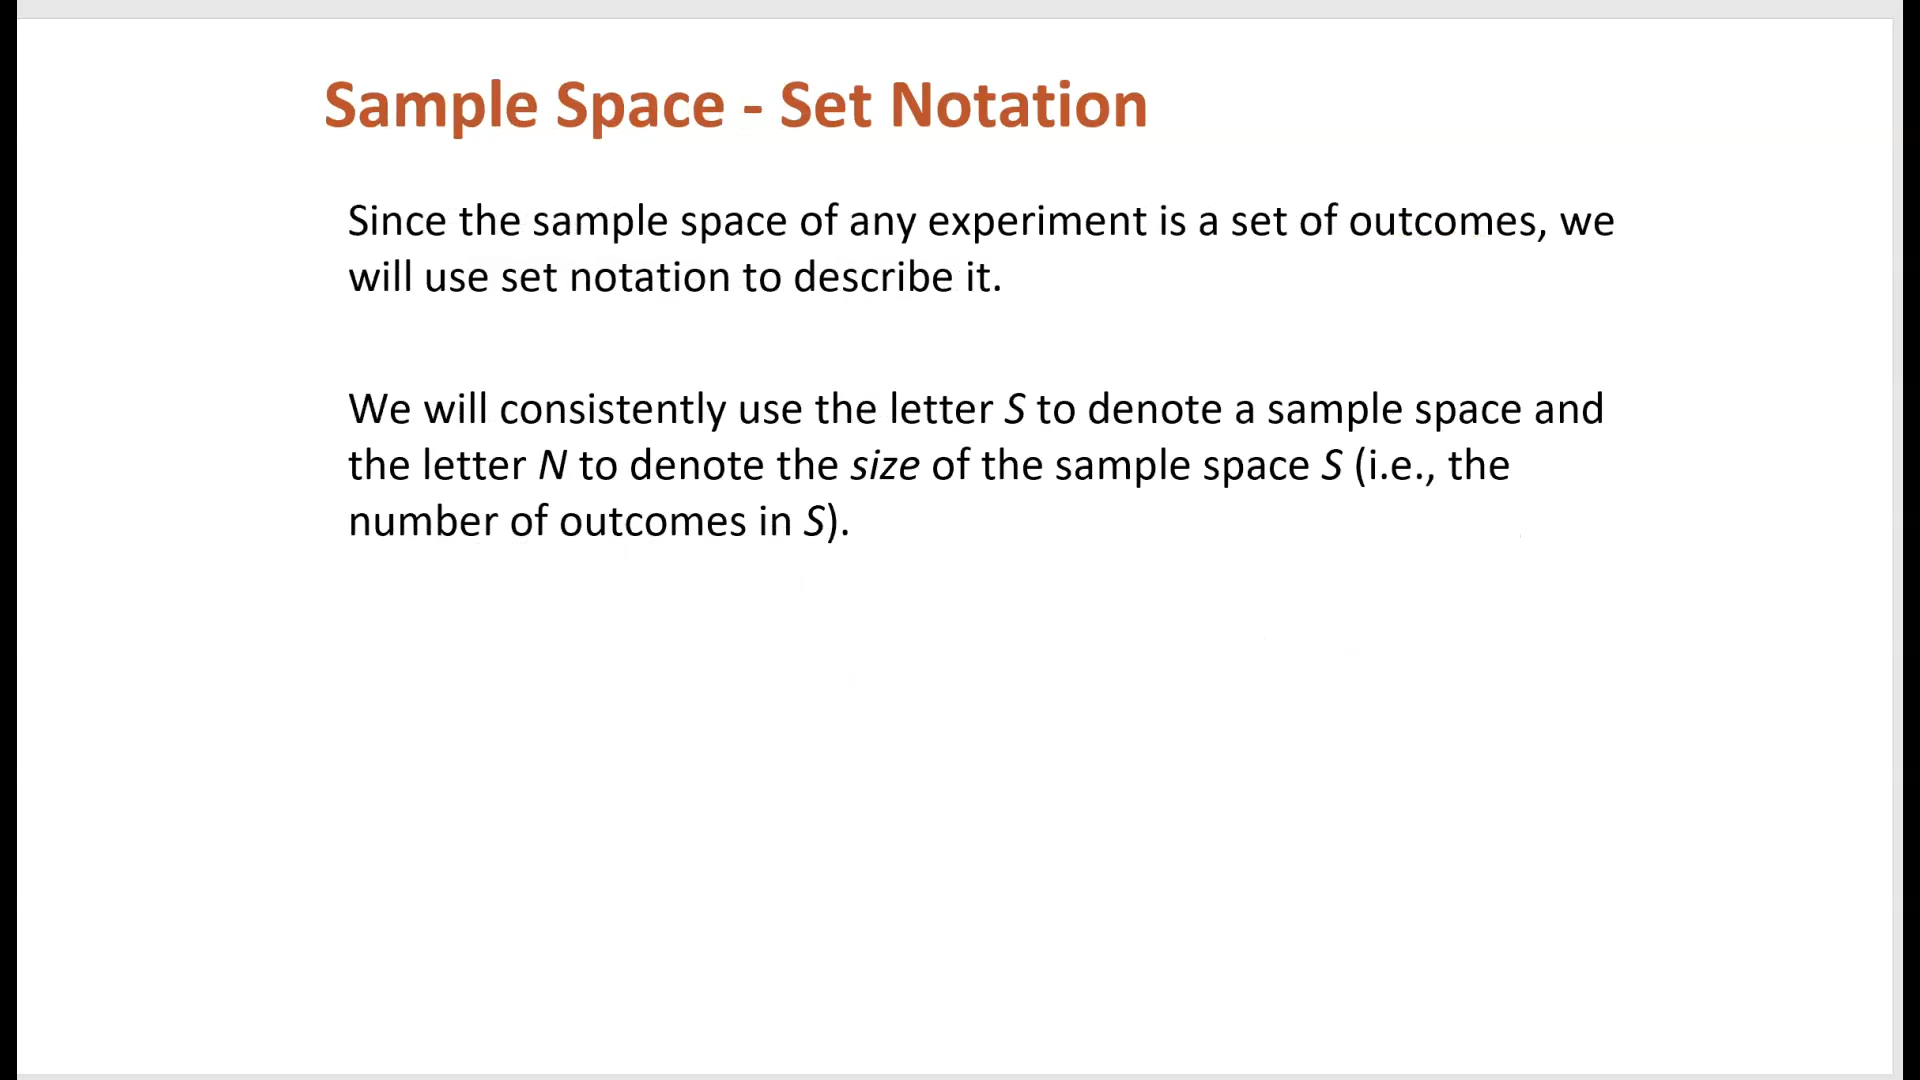 Sample Space - Set Notation
Since the sample space of any experiment is a set of outcomes, we
will use set notation to describe it.
We will consistently use the letter S to denote a sample space and
the letter N to denote the size of the sample space S (i.e., the
number of outcomes in S).